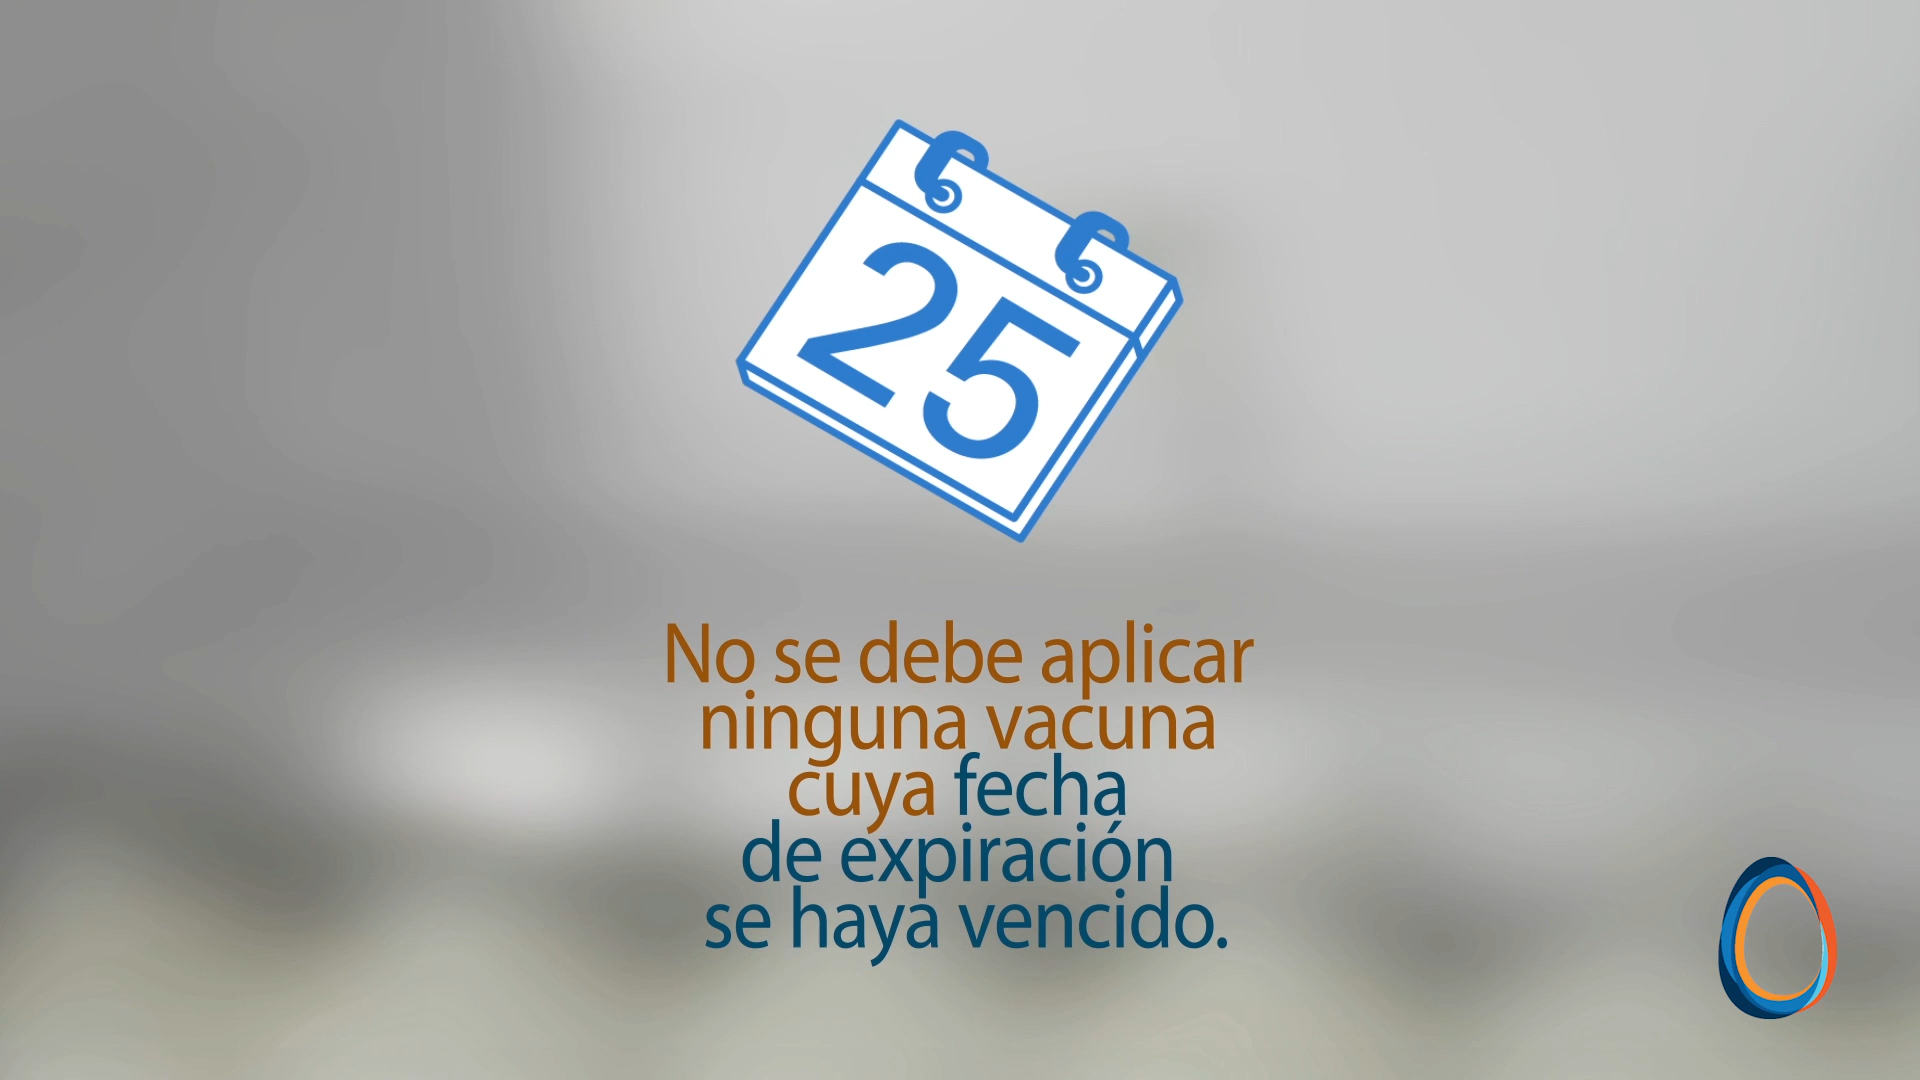 25
No se debe aplicar
ninguna vacuna
cuya fecha
de expiración
se haya vencido.